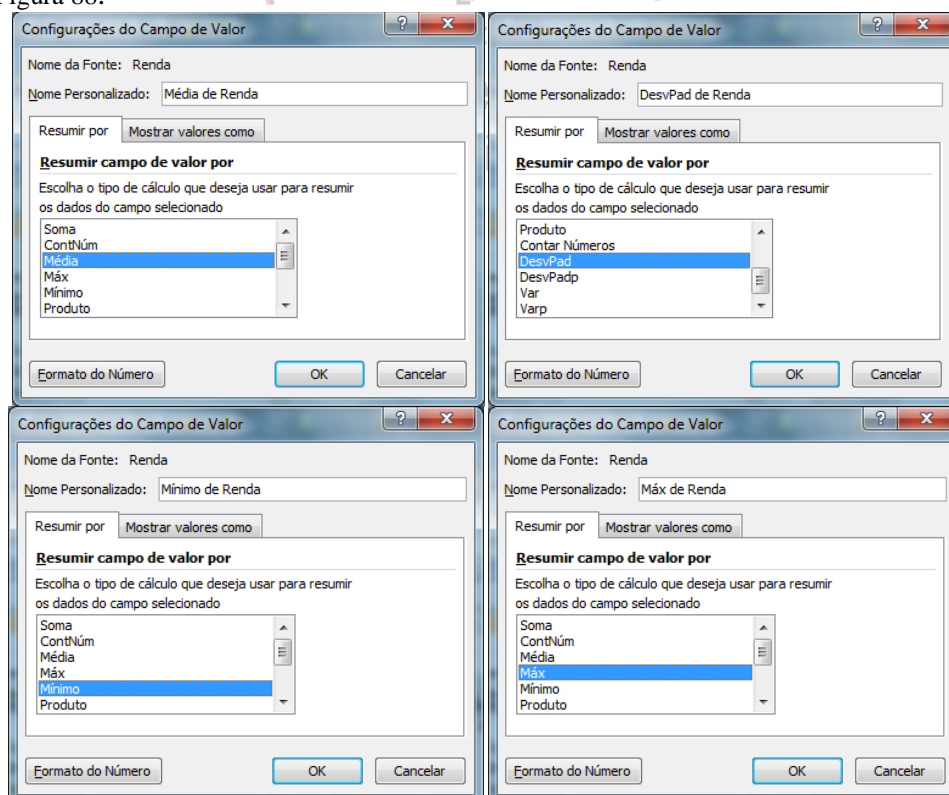 Figura 88.
Configurações do Campo de Valor
Nome da Fonte: Renda
Nome Personalizado: Média de Renda
Resumir por Mostrar valores como
Resumir campo de valor por
Escolha o tipo de cálculo que deseja usar para resumir
os dados do campo selecionado
Soma
ContNúm
Média
Máx
Mínimo
Produto
Formato do Número OK Cancelar
Configurações do Campo de Valor
Nome da Fonte: Renda
Nome Personalizado: DesvPad de Renda
Resumir por Mostrar valores como
Resumir campo de valor por
Escolha o tipo de cálculo que deseja usar para resumir
os dados do campo selecionado
Produto
Contar Números
DesvPad
DesvPadp
Var
Varp
Formato do Número OK Cancelar
Configurações do Campo de Valor
Nome da Fonte: Renda
Nome Personalizado: Mínimo de Renda
Resumir por Mostrar valores como
Resumir campo de valor por
Escolha o tipo de cálculo que deseja usar para resumir
os dados do campo selecionado
Soma
ContNúm
Média
Máx
Mínimo
Produto
Formato do Número OK Cancelar
Configurações do Campo de Valor
Nome da Fonte: Renda
Nome Personalizado: Máx de Renda
Resumir por Mostrar valores como
Resumir campo de valor por
Escolha o tipo de cálculo que deseja usar para resumir
os dados do campo selecionado
Soma
ContNúm
Média
Máx
Mínimo
Produto
Formato do Número OK Cancelar